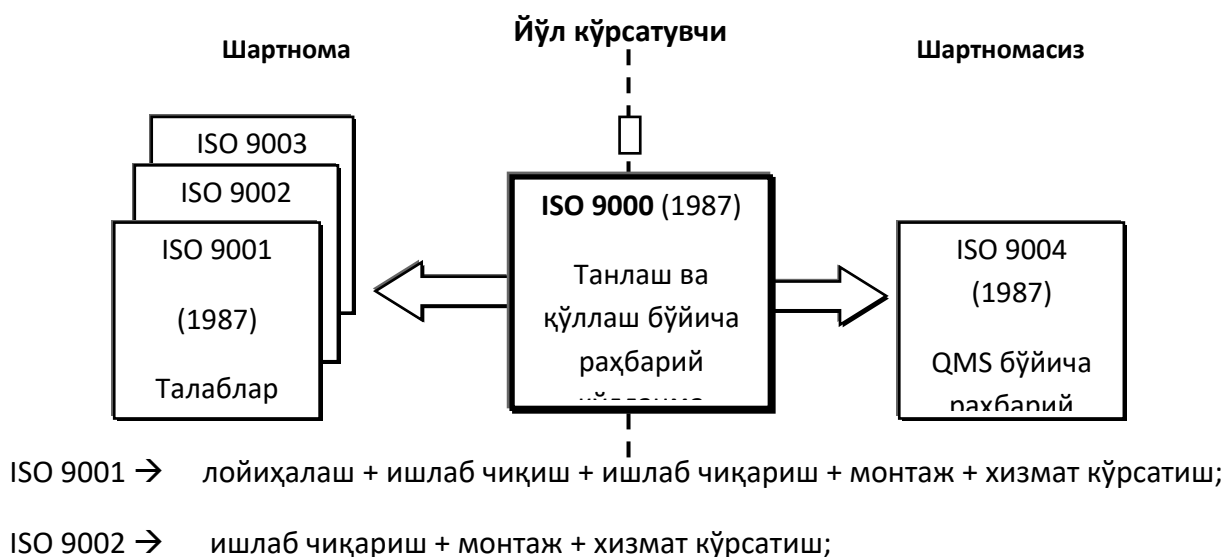 Йўл кўрсатувчи
Шартнома
Шартномасиз
ISO 9003
ISO 9002
ISO 9001
(1987)
Талаблар
ISO 9000 (1987)
Танлаш ва
қўллаш бўйича
раҳбарий
ISO 9004
(1987)
QMS бўйича
раҳбарий
ISO 9001 → лойиҳалаш + ишлаб чиқиш + ишлаб чиқариш + монтаж + хизмат кўрсатиш;
ISO 9002 → ишлаб чиқариш + монтаж + хизмат кўрсатиш;